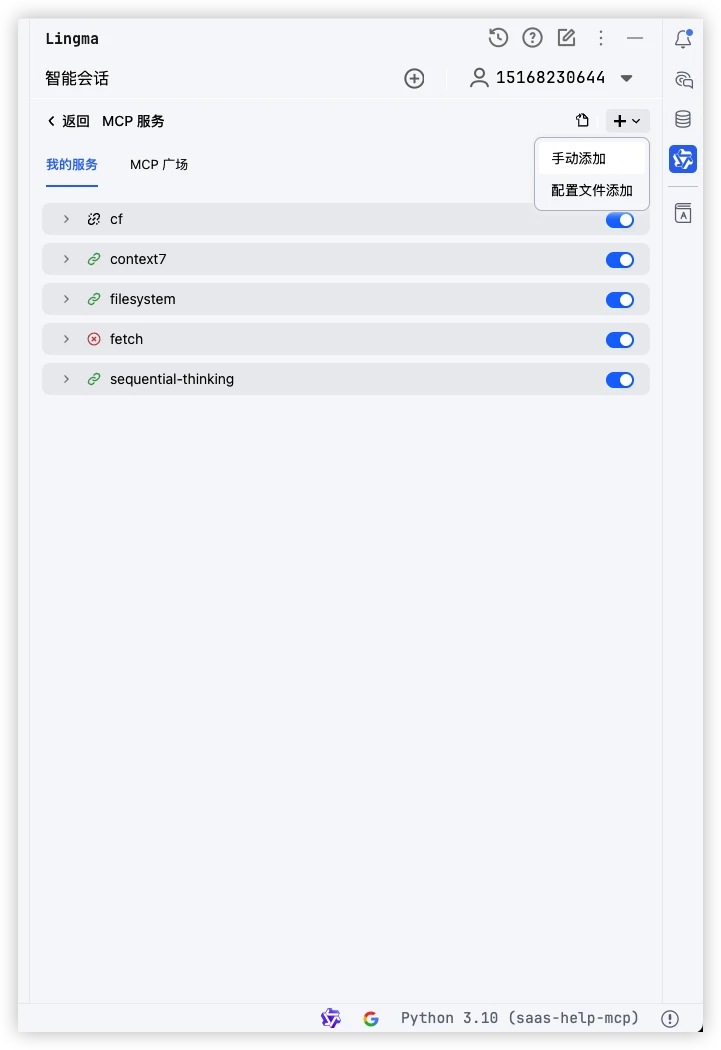 Lingma
智能会话
15168230644
返回 MCP 服务
我的服务 MCP 广场
手动添加
配置文件添加
cf
context7
filesystem
fetch
sequential-thinking
Python 3.10 (saas-help-mcp)